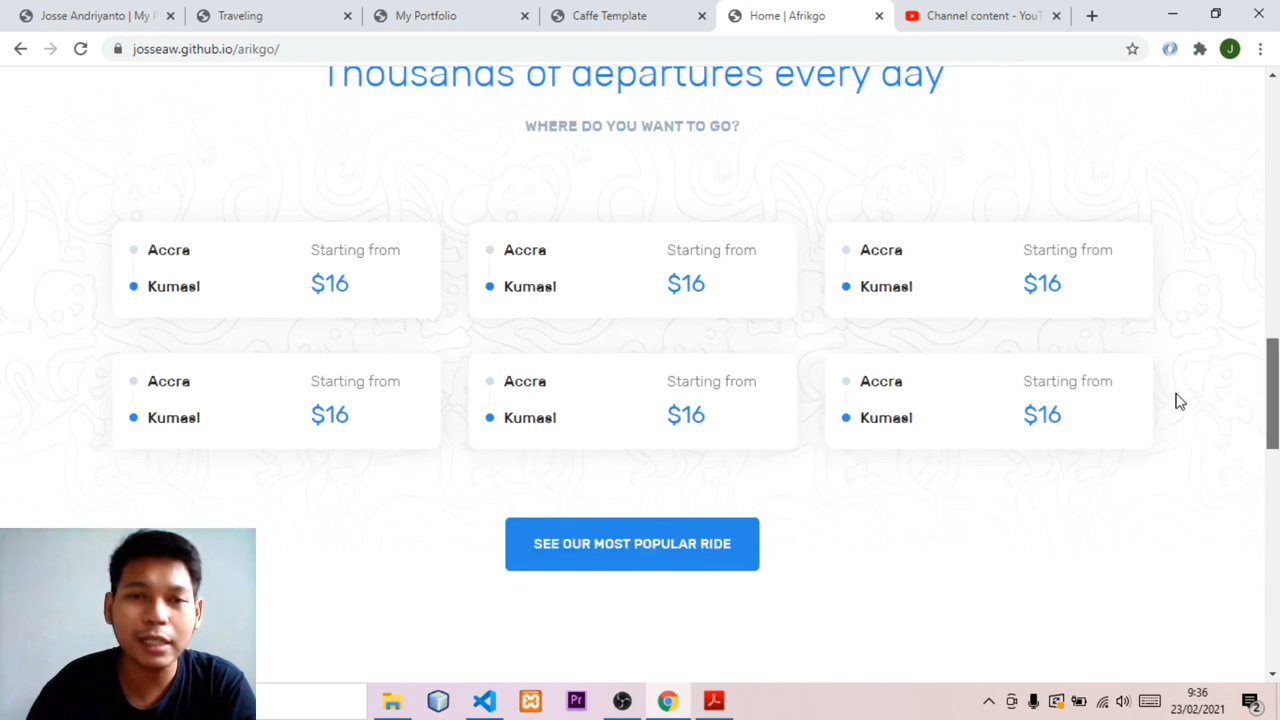 Josse Andriyanto | My P
Traveling
My Portfolio
Caffe Template
Home | Afrikgo
Channel content - YouT
josseaw.github.io/arikgo/
J
Thousands of departures every day
WHERE DO YOU WANT TO GO?
Accra Starting from
Kumasi $16
Accra Starting from
Kumasi $16
Accra Starting from
Kumasi $16
Accra Starting from
Kumasi $16
Accra Starting from
Kumasi $16
Accra Starting from
Kumasi $16
SEE OUR MOST POPULAR RIDE
Pr
9:36
23/02/2021
2